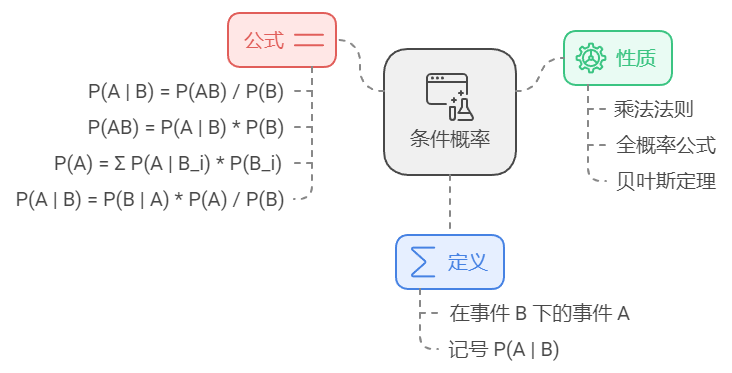 公式
P(A | B) = P(AB) / P(B)
P(AB) = P(A | B) * P(B)
P(A) = Σ P(A | B_i) * P(B_i)
P(A | B) = P(B | A) * P(A) / P(B)
条件概率
性质
乘法法则
全概率公式
贝叶斯定理
定义
在事件 B 下的事件 A
记号 P(A | B)